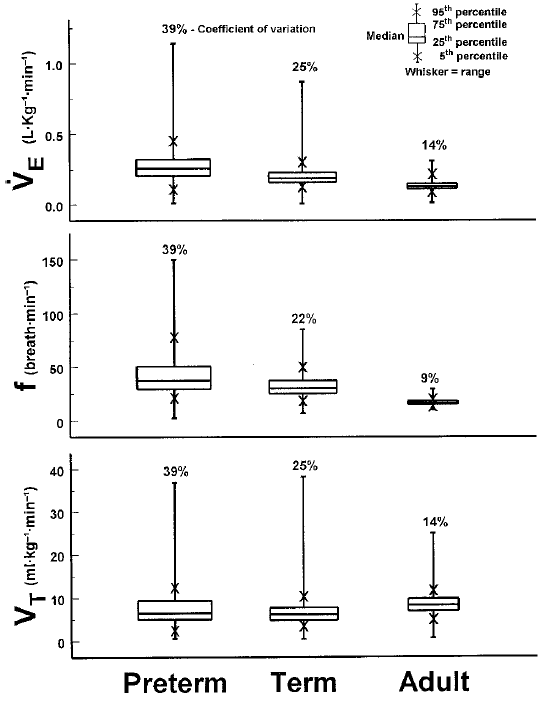 39% - Coefficient of variation
95th percentile
75th percentile
Median
25th percentile
5th percentile
Whisker = range
V̇E (L·Kg⁻¹·min⁻¹)
1.0
0.5
0.0
25%
14%
f (breath·min⁻¹)
150
100
50
0
39%
22%
9%
VT (ml·kg⁻¹·min⁻¹)
40
30
20
10
0
39%
25%
14%
Preterm Term Adult